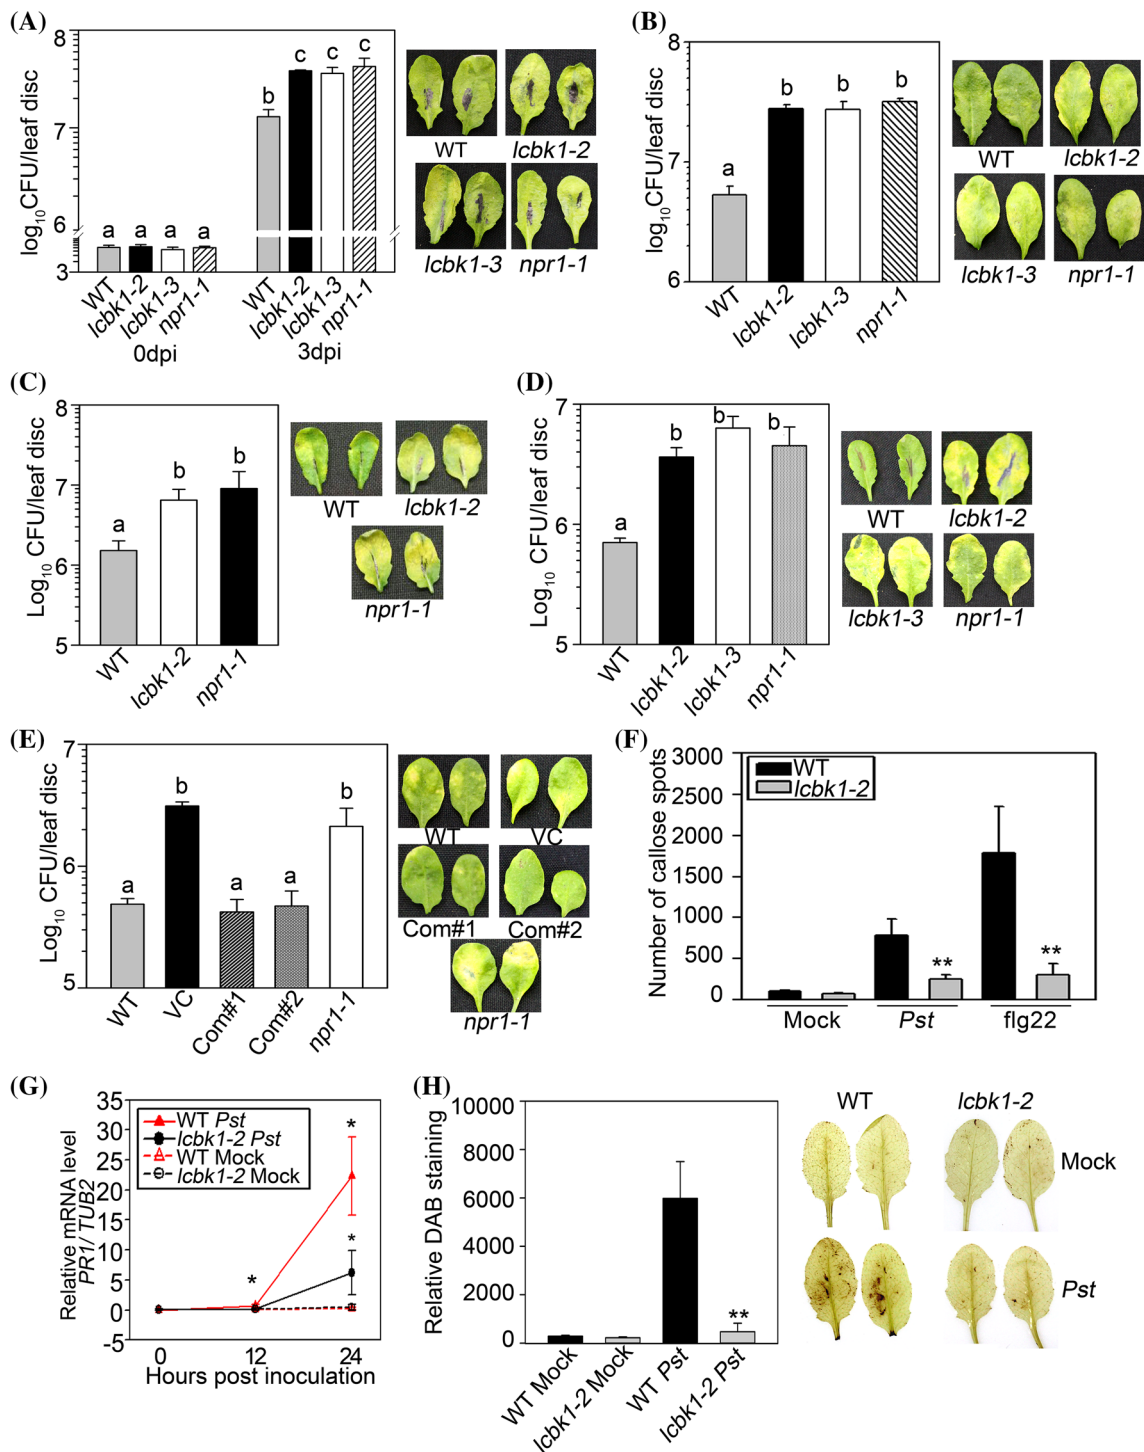 (A)
log10CFU/leaf disc
8
7
6
3
a a a a
b c c c
WT
lcbk1-2
lcbk1-3
npr1-1
0dpi
WT
lcbk1-2
lcbk1-3
npr1-1
3dpi
WT
lcbk1-2
lcbk1-3
npr1-1
(B)
log10CFU/leaf disc
8
7
6
a b b b
WT
lcbk1-2
lcbk1-3
npr1-1
WT
lcbk1-2
lcbk1-3
npr1-1
(C)
Log10 CFU/leaf disc
8
7
6
5
a b b
WT
lcbk1-2
npr1-1
WT
lcbk1-2
npr1-1
(D)
Log10 CFU/leaf disc
7
6
5
a b b b
WT
lcbk1-2
lcbk1-3
npr1-1
WT
lcbk1-2
lcbk1-3
npr1-1
(E)
Log10 CFU/leaf disc
7
6
5
a b a a b
WT
VC
Com#1
Com#2
npr1-1
WT
VC
Com#1
Com#2
npr1-1
(F)
Number of callose spots
3000
2500
2000
1500
1000
500
0
WT
lcbk1-2
** **
Mock
Pst
flg22
(G)
Relative mRNA level
PR1/TUB2
35
30
25
20
15
10
5
0
-5
WT Pst
lcbk1-2 Pst
WT Mock
lcbk1-2 Mock
* * *
0 12 24
Hours post inoculation
(H)
Relative DAB staining
10000
8000
6000
4000
2000
0
**
WT Mock
lcbk1-2 Mock
WT Pst
lcbk1-2 Pst
WT
lcbk1-2
Mock
Pst